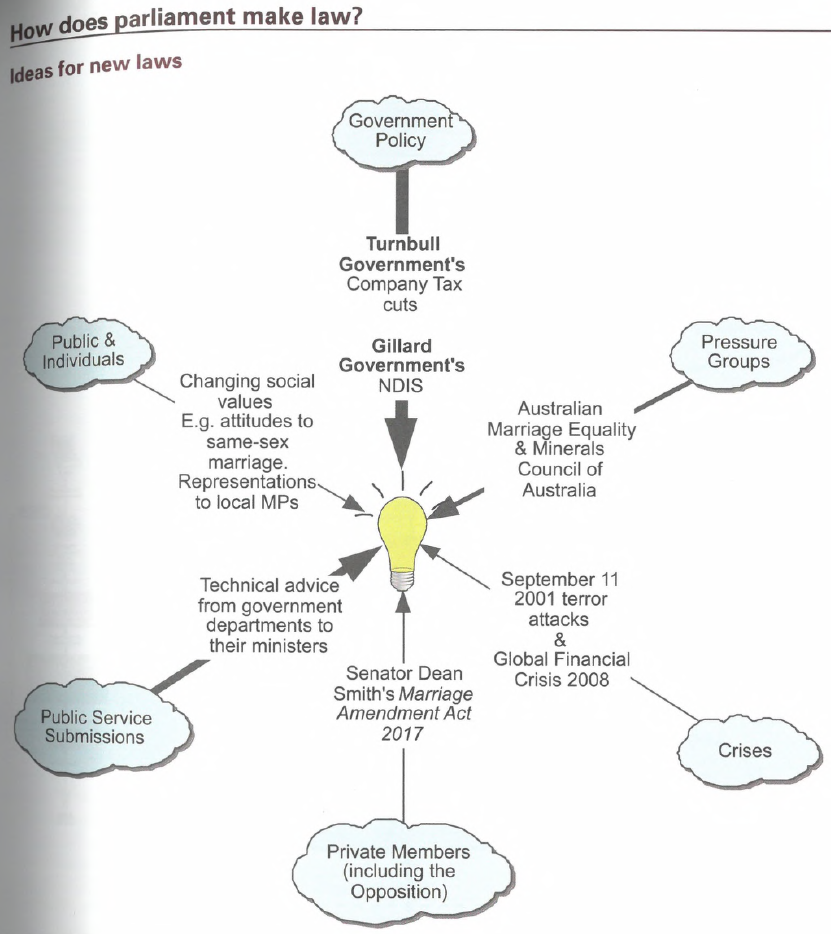 How does parliament make law?
Ideas for new laws
Government
Policy
Turnbull
Government's
Company Tax
cuts
Gillard
Government's
NDIS
Public &
Individuals
Changing social
values
E.g. attitudes to
same-sex
marriage.
Representations
to local MPs
Pressure
Groups
Australian
Marriage Equality
& Minerals
Council of
Australia
Technical advice
from government
departments to
their ministers
Public Service
Submissions
September 11
2001 terror
attacks
&
Global Financial
Crisis 2008
Crises
Senator Dean
Smith's Marriage
Amendment Act
2017
Private Members
(including the
Opposition)